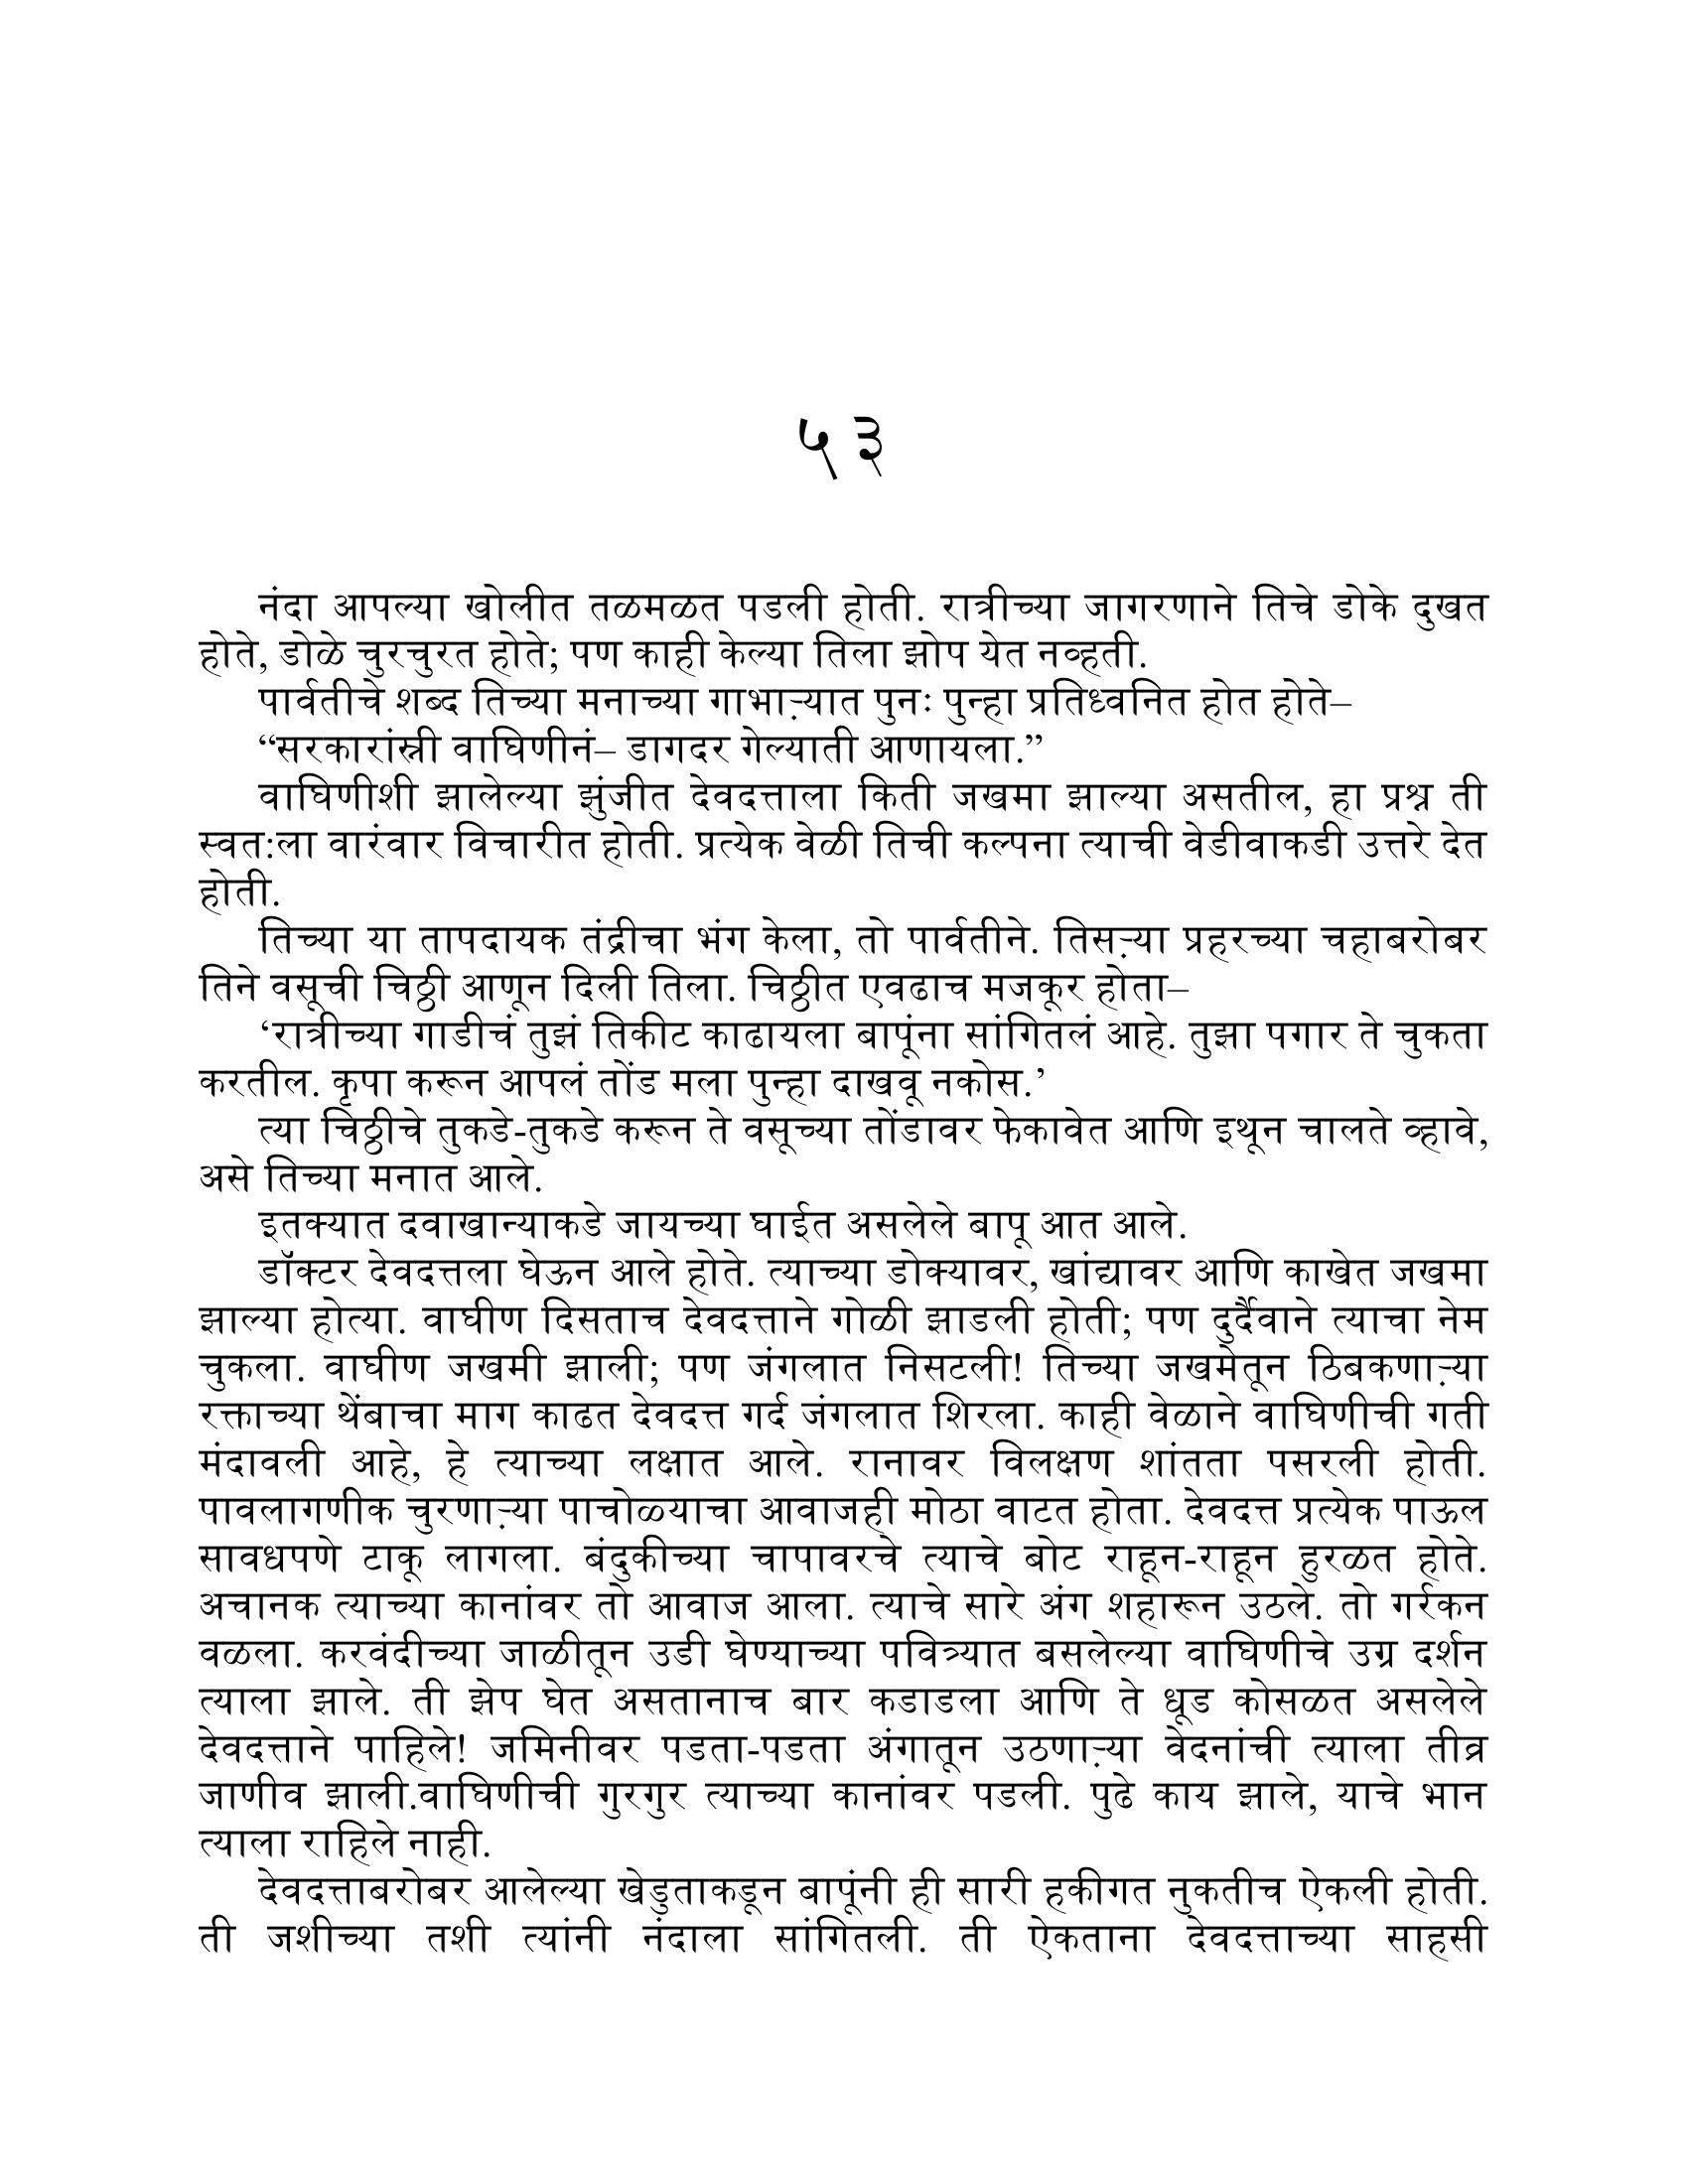 ५३
नंदा आपल्या खोलीत तळमळत पडली होती. रात्रीच्या जागरणाने तिचे डोके दुखत
होते, डोळे चुरचुरत होते; पण काही केल्या तिला झोप येत नव्हती.
पार्वतीचे शब्द तिच्या मनाच्या गाभाऱ्यात पुनः पुन्हा प्रतिध्वनित होत होते–
“सरकारांस्नी वाघिणीनं– डागदर गेल्याती आणायला.”
वाघिणीशी झालेल्या झुंजीत देवदत्ताला किती जखमा झाल्या असतील, हा प्रश्न ती
स्वत:ला वारंवार विचारीत होती. प्रत्येक वेळी तिची कल्पना त्याची वेडीवाकडी उत्तरे देत
होती.
तिच्या या तापदायक तंद्रीचा भंग केला, तो पार्वतीने. तिसऱ्या प्रहरच्या चहाबरोबर
तिने वसूची चिठ्ठी आणून दिली तिला. चिठ्ठीत एवढाच मजकूर होता–
‘रात्रीच्या गाडीचं तुझं तिकीट काढायला बापूंना सांगितलं आहे. तुझा पगार ते चुकता
करतील. कृपा करून आपलं तोंड मला पुन्हा दाखवू नकोस.’
त्या चिठ्ठीचे तुकडे-तुकडे करून ते वसूच्या तोंडावर फेकावेत आणि इथून चालते व्हावे,
असे तिच्या मनात आले.
इतक्यात दवाखान्याकडे जायच्या घाईत असलेले बापू आत आले.
डॉक्टर देवदत्तला घेऊन आले होते. त्याच्या डोक्यावर, खांद्यावर आणि काखेत जखमा
झाल्या होत्या. वाघीण दिसताच देवदत्ताने गोळी झाडली होती; पण दुर्दैवाने त्याचा नेम
चुकला. वाघीण जखमी झाली; पण जंगलात निसटली! तिच्या जखमेतून ठिबकणाऱ्या
रक्ताच्या थेंबाचा माग काढत देवदत्त गर्द जंगलात शिरला. काही वेळाने वाघिणीची गती
मंदावली आहे, हे त्याच्या लक्षात आले. रानावर विलक्षण शांतता पसरली होती.
पावलागणीक चुरणाऱ्या पाचोळ्याचा आवाजही मोठा वाटत होता. देवदत्त प्रत्येक पाऊल
सावधपणे टाकू लागला. बंदुकीच्या चापावरचे त्याचे बोट राहून-राहून हुरळत होते.
अचानक त्याच्या कानांवर तो आवाज आला. त्याचे सारे अंग शहारून उठले. तो गर्रकन
वळला. करवंदीच्या जाळीतून उडी घेण्याच्या पवित्र्यात बसलेल्या वाघिणीचे उग्र दर्शन
त्याला झाले. ती झेप घेत असतानाच बार कडाडला आणि ते धूड कोसळत असलेले
देवदत्ताने पाहिले! जमिनीवर पडता-पडता अंगातून उठणाऱ्या वेदनांची त्याला तीव्र
जाणीव झाली.वाघिणीची गुरगुर त्याच्या कानांवर पडली. पुढे काय झाले, याचे भान
त्याला राहिले नाही.
देवदत्ताबरोबर आलेल्या खेडुताकडून बापूंनी ही सारी हकीगत नुकतीच ऐकली होती.
ती जशीच्या तशी त्यांनी नंदाला सांगितली. ती ऐकताना देवदत्ताच्या साहसी